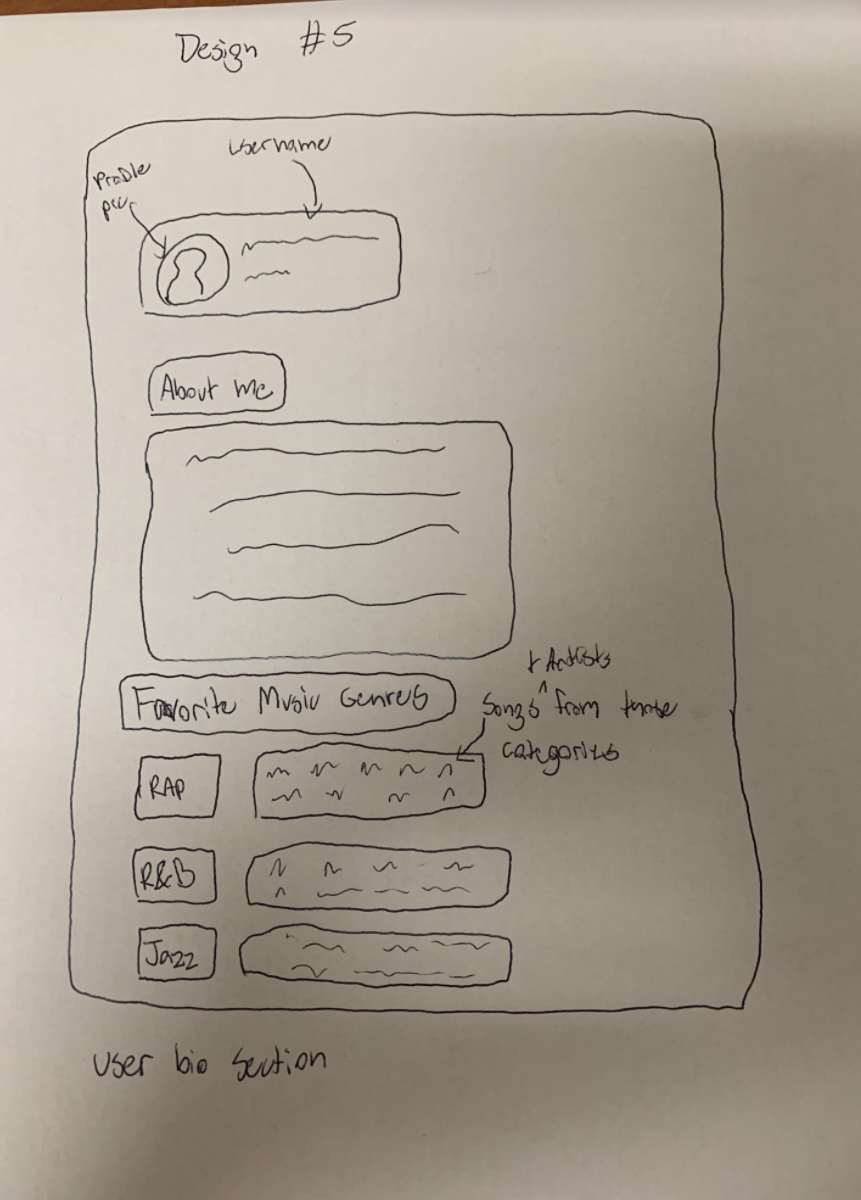 Design #5
username
Profile
pic
About me
Favorite Music Genres
+ Artists
Songs ^ from those
categories
RAP
R&B
Jazz
user bio section